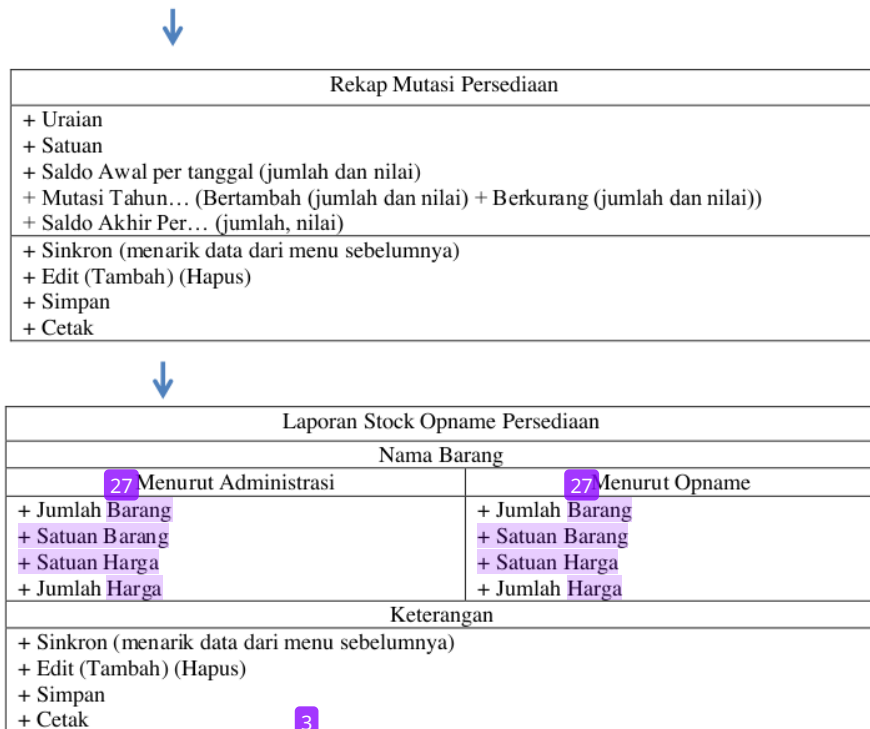 Rekap Mutasi Persediaan
+ Uraian
+ Satuan
+ Saldo Awal per tanggal (jumlah dan nilai)
+ Mutasi Tahun… (Bertambah (jumlah dan nilai) + Berkurang (jumlah dan nilai))
+ Saldo Akhir Per… (jumlah, nilai)
+ Sinkron (menarik data dari menu sebelumnya)
+ Edit (Tambah) (Hapus)
+ Simpan
+ Cetak
Laporan Stock Opname Persediaan
Nama Barang
27 Menurut Administrasi
+ Jumlah Barang
+ Satuan Barang
+ Satuan Harga
+ Jumlah Harga
27 Menurut Opname
+ Jumlah Barang
+ Satuan Barang
+ Satuan Harga
+ Jumlah Harga
Keterangan
+ Sinkron (menarik data dari menu sebelumnya)
+ Edit (Tambah) (Hapus)
+ Simpan
+ Cetak
3